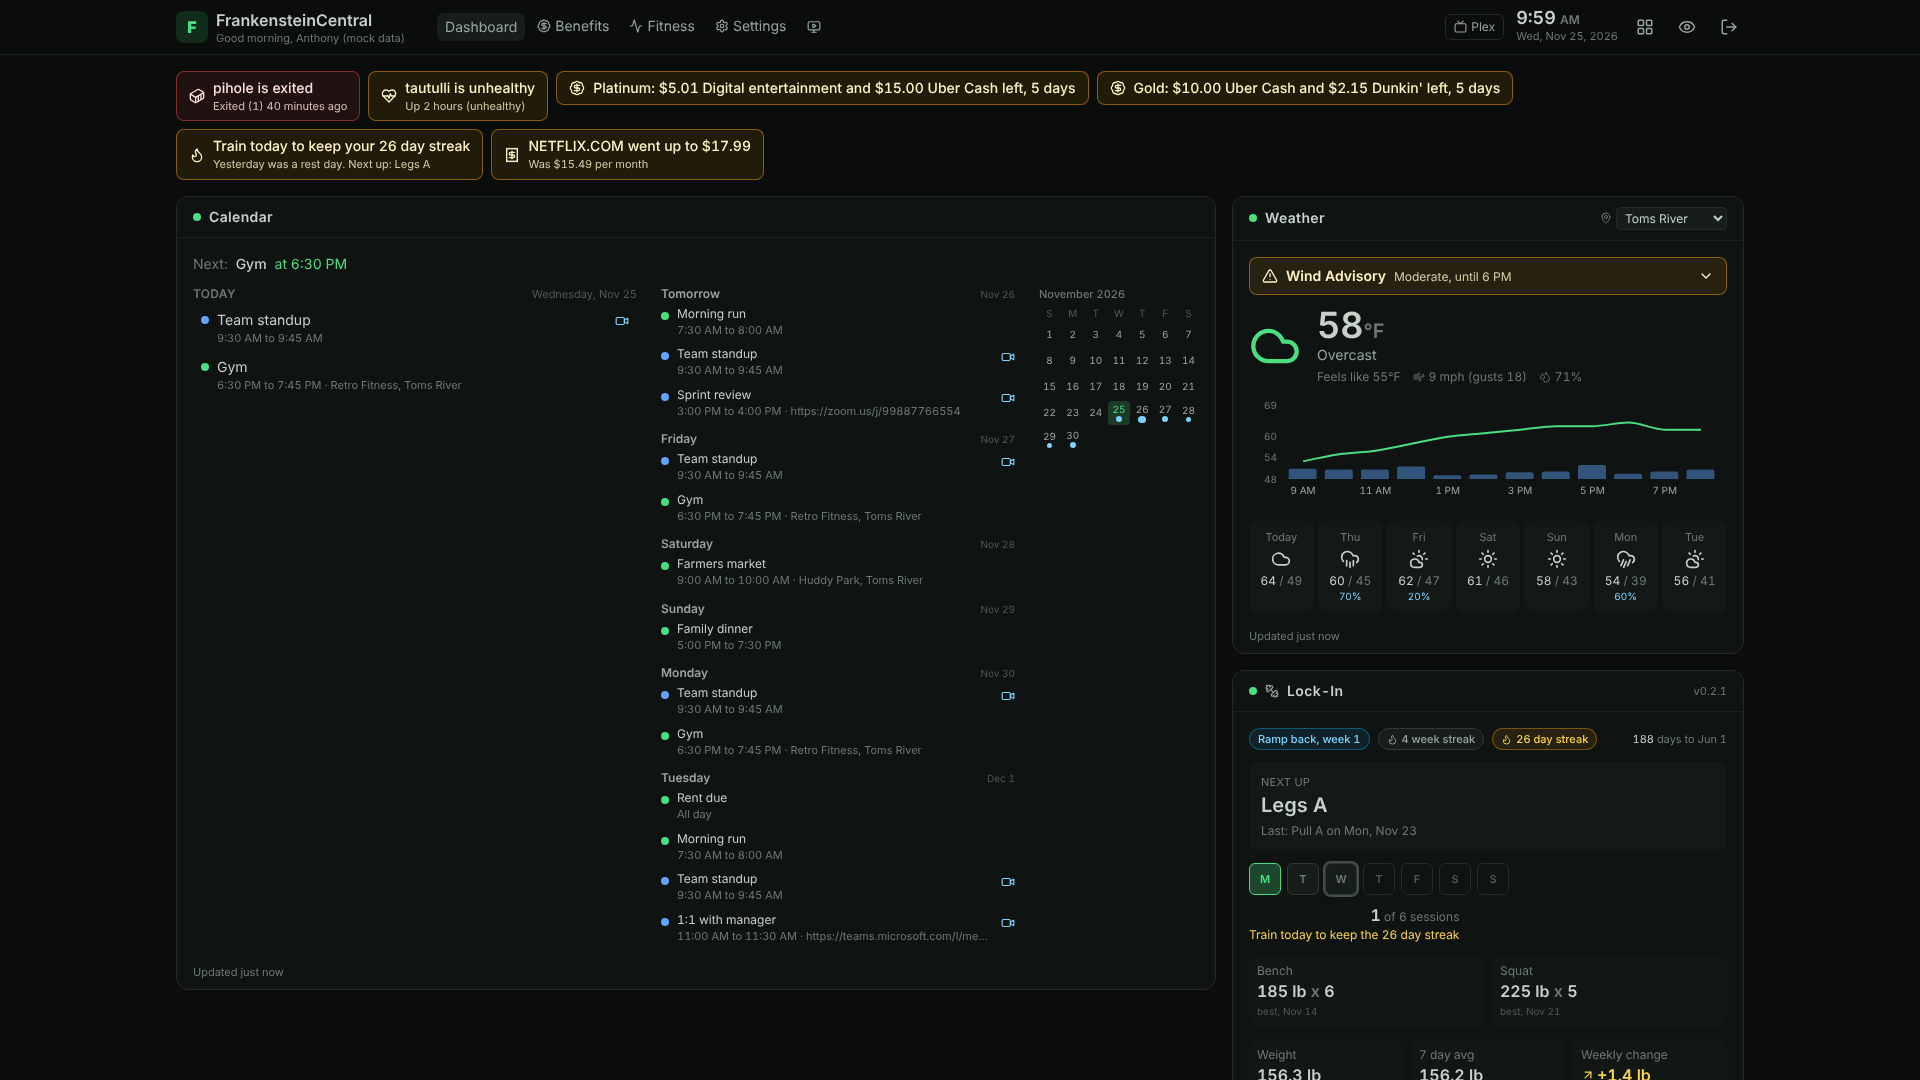 F
FrankensteinCentral
Good morning, Anthony (mock data)
Dashboard
Benefits
Fitness
Settings
Plex
9:59 AM
Wed, Nov 25, 2026
pihole is exited
Exited (1) 40 minutes ago
tautulli is unhealthy
Up 2 hours (unhealthy)
Platinum: $5.01 Digital entertainment and $15.00 Uber Cash left, 5 days
Gold: $10.00 Uber Cash and $2.15 Dunkin' left, 5 days
Train today to keep your 26 day streak
Yesterday was a rest day. Next up: Legs A
NETFLIX.COM went up to $17.99
Was $15.49 per month
Calendar
Next: Gym at 6:30 PM
TODAY
Wednesday, Nov 25
Team standup
9:30 AM to 9:45 AM
Gym
6:30 PM to 7:45 PM · Retro Fitness, Toms River
Tomorrow
Nov 26
Morning run
7:30 AM to 8:00 AM
Team standup
9:30 AM to 9:45 AM
Sprint review
3:00 PM to 4:00 PM · https://zoom.us/j/99887766554
Friday
Nov 27
Team standup
9:30 AM to 9:45 AM
Gym
6:30 PM to 7:45 PM · Retro Fitness, Toms River
Saturday
Nov 28
Farmers market
9:00 AM to 10:00 AM · Huddy Park, Toms River
Sunday
Nov 29
Family dinner
5:00 PM to 7:30 PM
Monday
Nov 30
Team standup
9:30 AM to 9:45 AM
Gym
6:30 PM to 7:45 PM · Retro Fitness, Toms River
Tuesday
Dec 1
Rent due
All day
Morning run
7:30 AM to 8:00 AM
Team standup
9:30 AM to 9:45 AM
1:1 with manager
11:00 AM to 11:30 AM · https://teams.microsoft.com/l/me...
November 2026
S M T W T F S
1 2 3 4 5 6 7
8 9 10 11 12 13 14
15 16 17 18 19 20 21
22 23 24 25 26 27 28
29 30
Updated just now
Weather
Toms River
Wind Advisory Moderate, until 6 PM
58°F
Overcast
Feels like 55°F 9 mph (gusts 18) 71%
69
60
54
48
9 AM 11 AM 1 PM 3 PM 5 PM 7 PM
Today Thu Fri Sat Sun Mon Tue
64 / 49 60 / 45 62 / 47 61 / 46 58 / 43 54 / 39 56 / 41
70% 20% 60%
Updated just now
Lock-In
v0.2.1
Ramp back, week 1
4 week streak
26 day streak
188 days to Jun 1
NEXT UP
Legs A
Last: Pull A on Mon, Nov 23
M T W T F S S
1 of 6 sessions
Train today to keep the 26 day streak
Bench
185 lb x 6
best, Nov 14
Squat
225 lb x 5
best, Nov 21
Weight
156.3 lb
7 day avg
156.2 lb
Weekly change
+1.4 lb